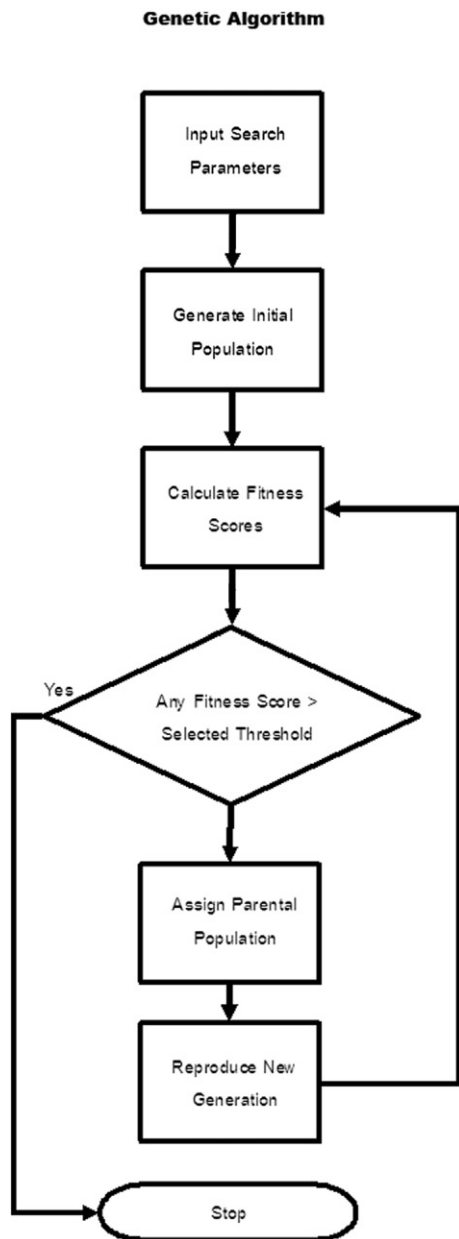 Genetic Algorithm
Input Search
Parameters
Generate Initial
Population
Calculate Fitness
Scores
Yes
Any Fitness Score >
Selected Threshold
Assign Parental
Population
Reproduce New
Generation
Stop